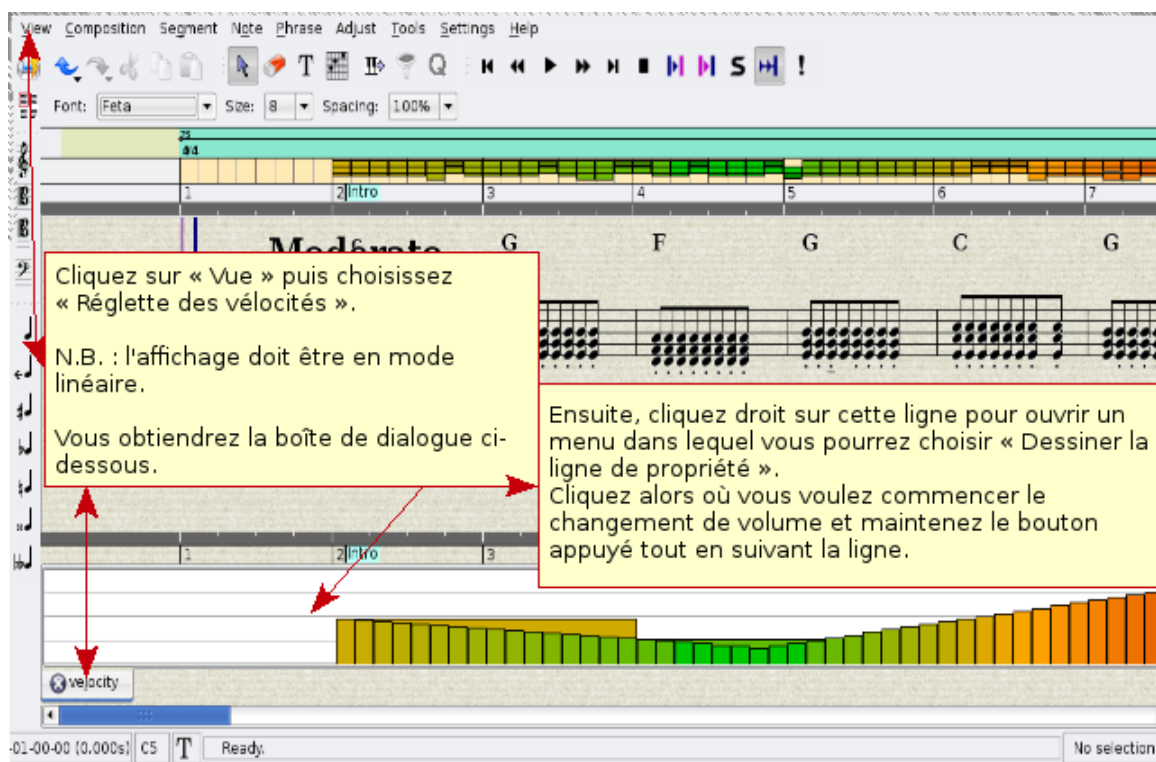 View Composition Segment Note Phrase Adjust Tools Settings Help
T Q S !
Font: Feta Size: 8 Spacing: 100%
75
4/4
1 2 Intro 3 4 5 6 7
G F G C G
Cliquez sur « Vue » puis choisissez
« Réglette des vélocités ».
N.B. : l'affichage doit être en mode
linéaire.
Vous obtiendrez la boîte de dialogue ci-
dessous.
Ensuite, cliquez droit sur cette ligne pour ouvrir un
menu dans lequel vous pourrez choisir « Dessiner la
ligne de propriété ».
Cliquez alors où vous voulez commencer le
changement de volume et maintenez le bouton
appuyé tout en suivant la ligne.
1 2 Intro 3
velocity
-01-00-00 (0.000s) C5 T Ready. No selection